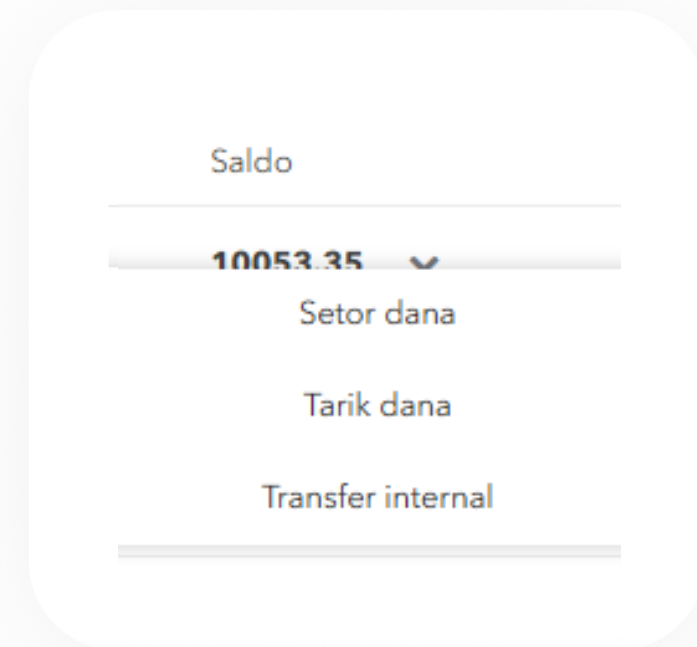 Saldo
10053.35
Setor dana
Tarik dana
Transfer internal